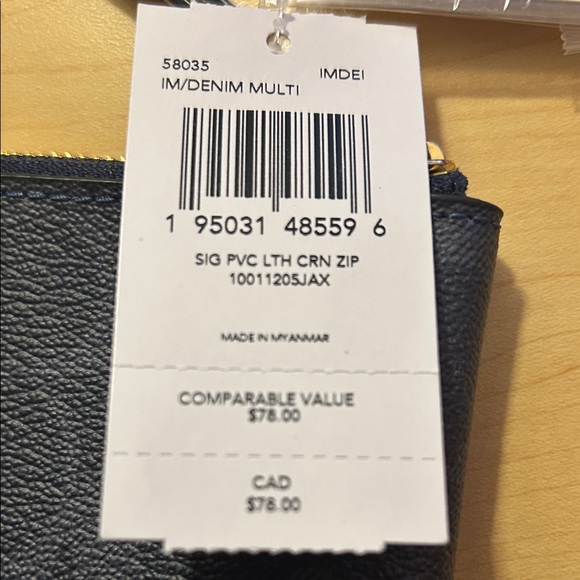 58035 IMDEI
IM/DENIM MULTI
1 95031 48559 6
SIG PVC LTH CRN ZIP
10011205JAX
MADE IN MYANMAR
COMPARABLE VALUE
$78.00
CAD
$78.00